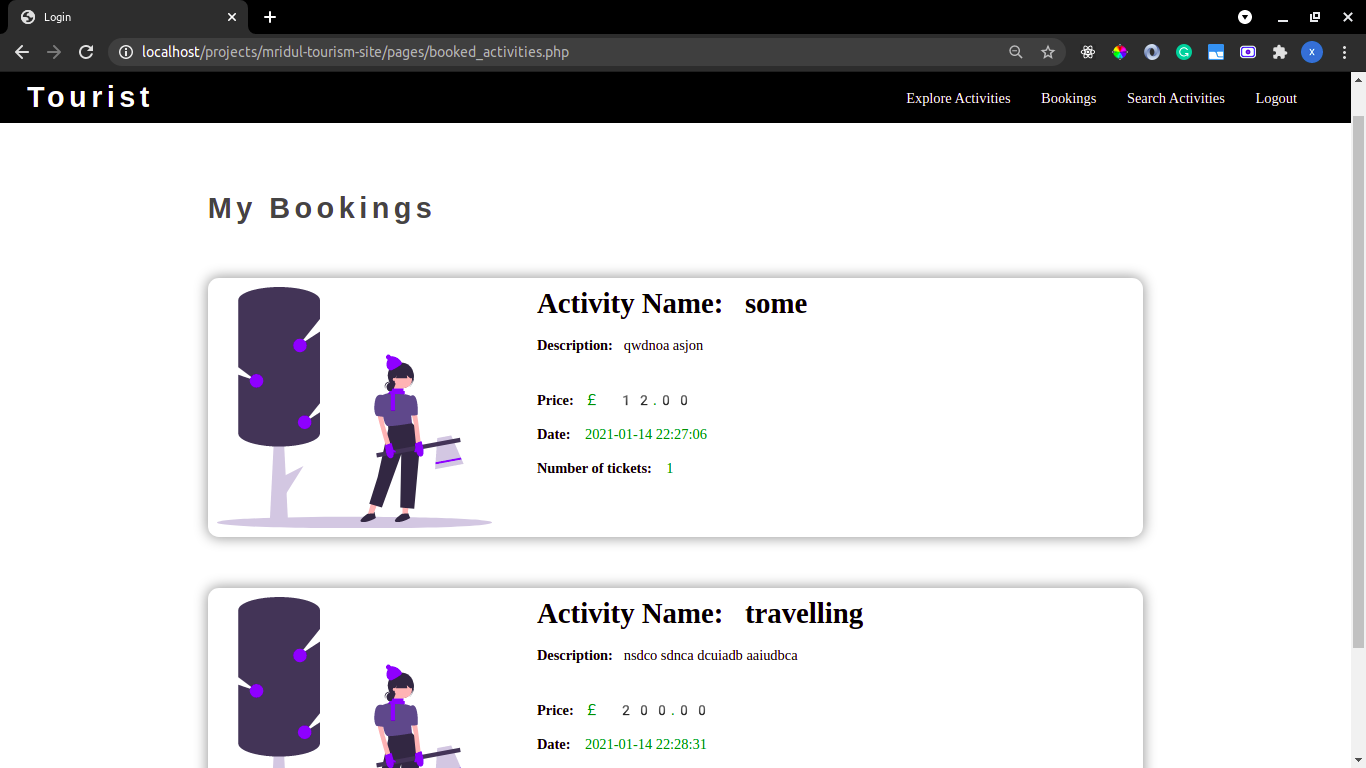 Login
localhost/projects/mridul-tourism-site/pages/booked_activities.php
X
Tourist
Explore Activities Bookings Search Activities Logout
My Bookings
Activity Name: some
Description: qwdnoa asjon
Price: £ 12.00
Date: 2021-01-14 22:27:06
Number of tickets: 1
Activity Name: travelling
Description: nsdco sdnca dcuiadb aaiudbca
Price: £ 200.00
Date: 2021-01-14 22:28:31